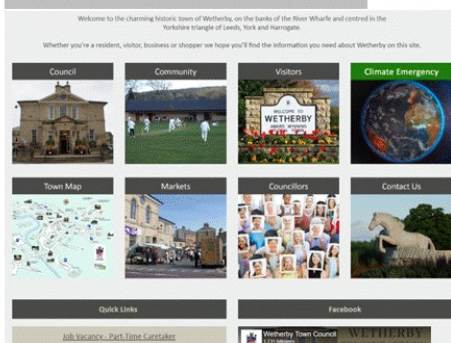 Welcome to the charming historic town of Wetherby, on the banks of the River Wharfe and centred in the
Yorkshire triangle of Leeds, York and Harrogate.
Whether you're a resident, visitor, business or shopper we hope you'll find the information you need about Wetherby on this site.
Council
Community
Visitors
Climate Emergency
WELCOME TO
WETHERBY
Town Map
Markets
Councillors
Contact Us
Quick Links
Facebook
Job Vacancy - Part Time Caretaker
Wetherby Town Council
WETHERBY